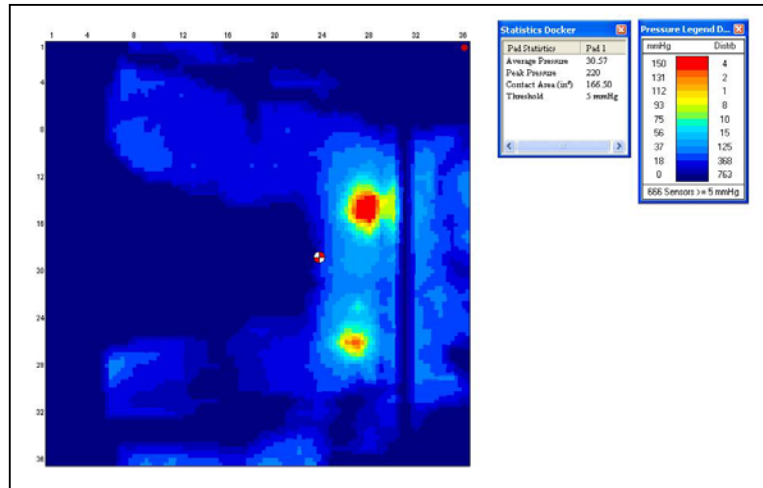 1 4 8 12 16 20 24 28 32 36
1
4
8
12
16
20
24
28
32
36
Statistics Docker
Pad Statistics Pad 1
Average Pressure 30.57
Peak Pressure 220
Contact Area (in²) 166.50
Threshold 5 mmHg
Pressure Legend D...
mmHg Distrib
150 4
131 2
112 1
93 8
75 10
56 15
37 125
18 368
0 763
666 Sensors >= 5 mmHg